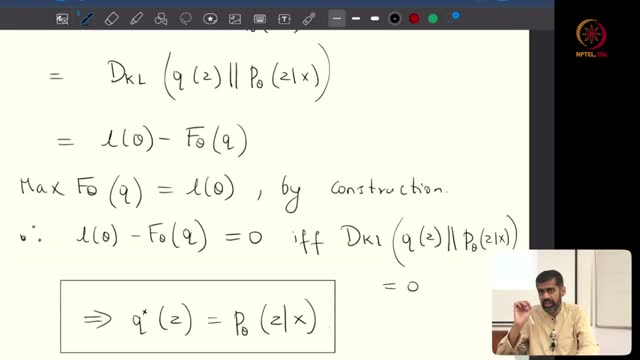 = D_KL (q(z) || P_θ(z|x))
= l(θ) − F_θ(q)
Max F_θ(q) = l(θ), by construction.
∴ l(θ) − F_θ(q) = 0 iff D_KL (q(z) || P_θ(z|x))
= 0
⇒ q*(z) = P_θ(z|x)
NPTEL